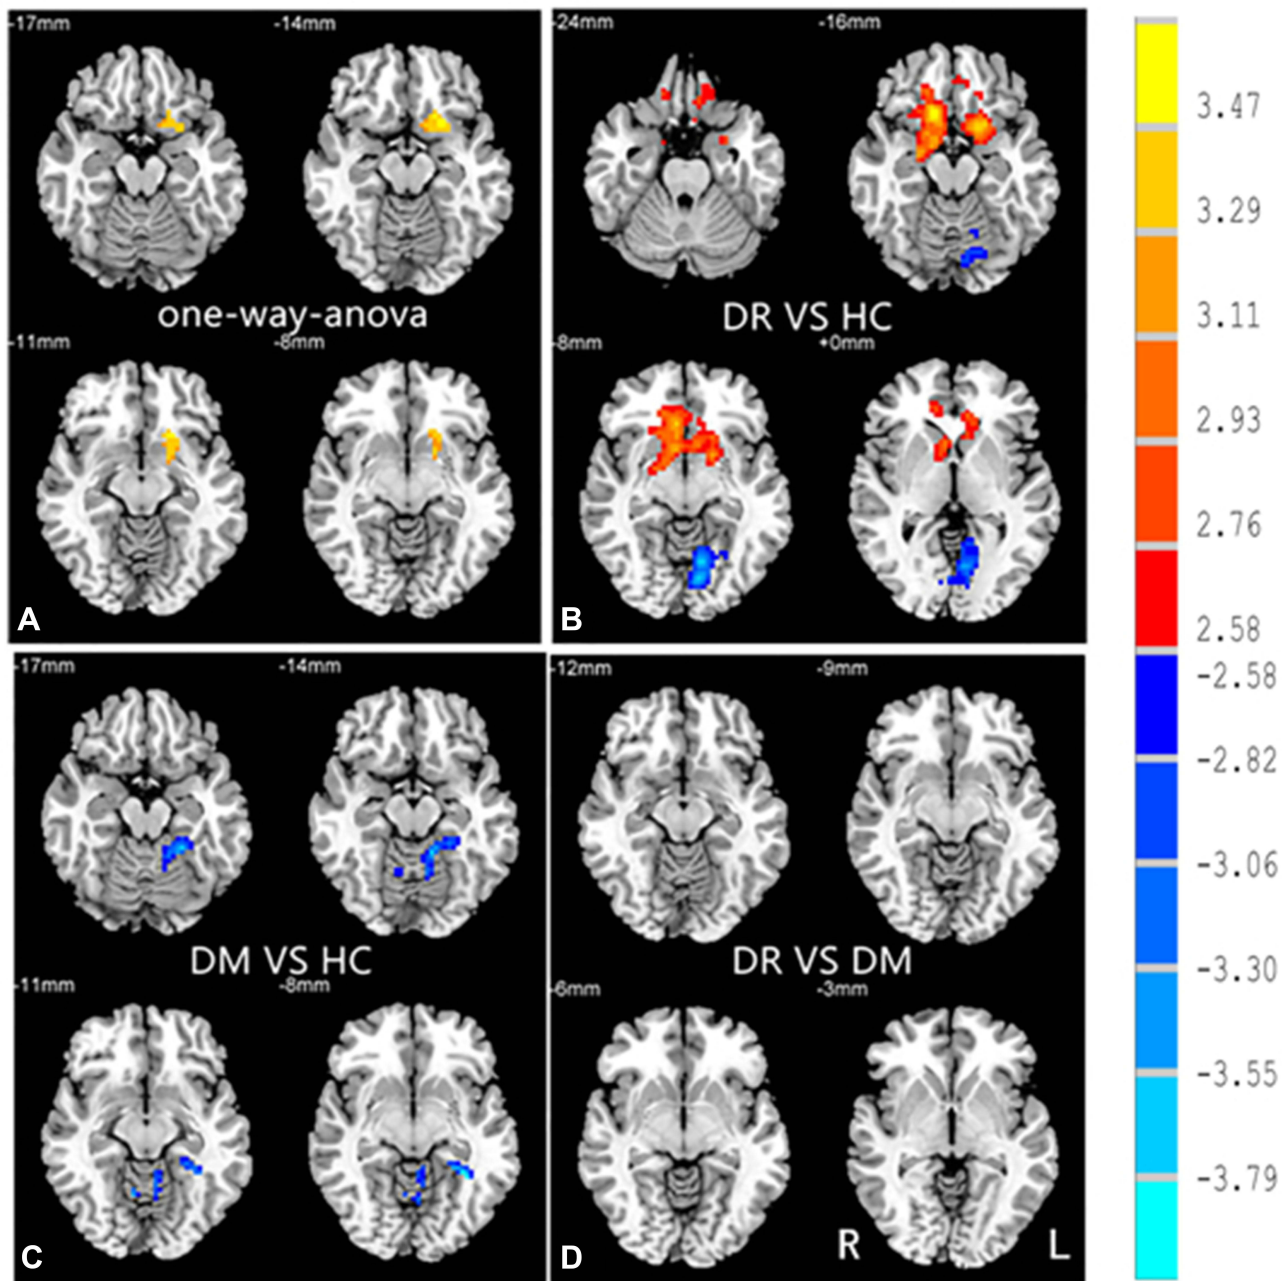 -17mm -14mm
one-way-anova
-11mm -8mm
A
-24mm -16mm
DR VS HC
-8mm +0mm
B
-17mm -14mm
DM VS HC
-11mm -8mm
C
-12mm -9mm
DR VS DM
-6mm -3mm
R L
D
3.47
3.29
3.11
2.93
2.76
2.58
-2.58
-2.82
-3.06
-3.30
-3.55
-3.79